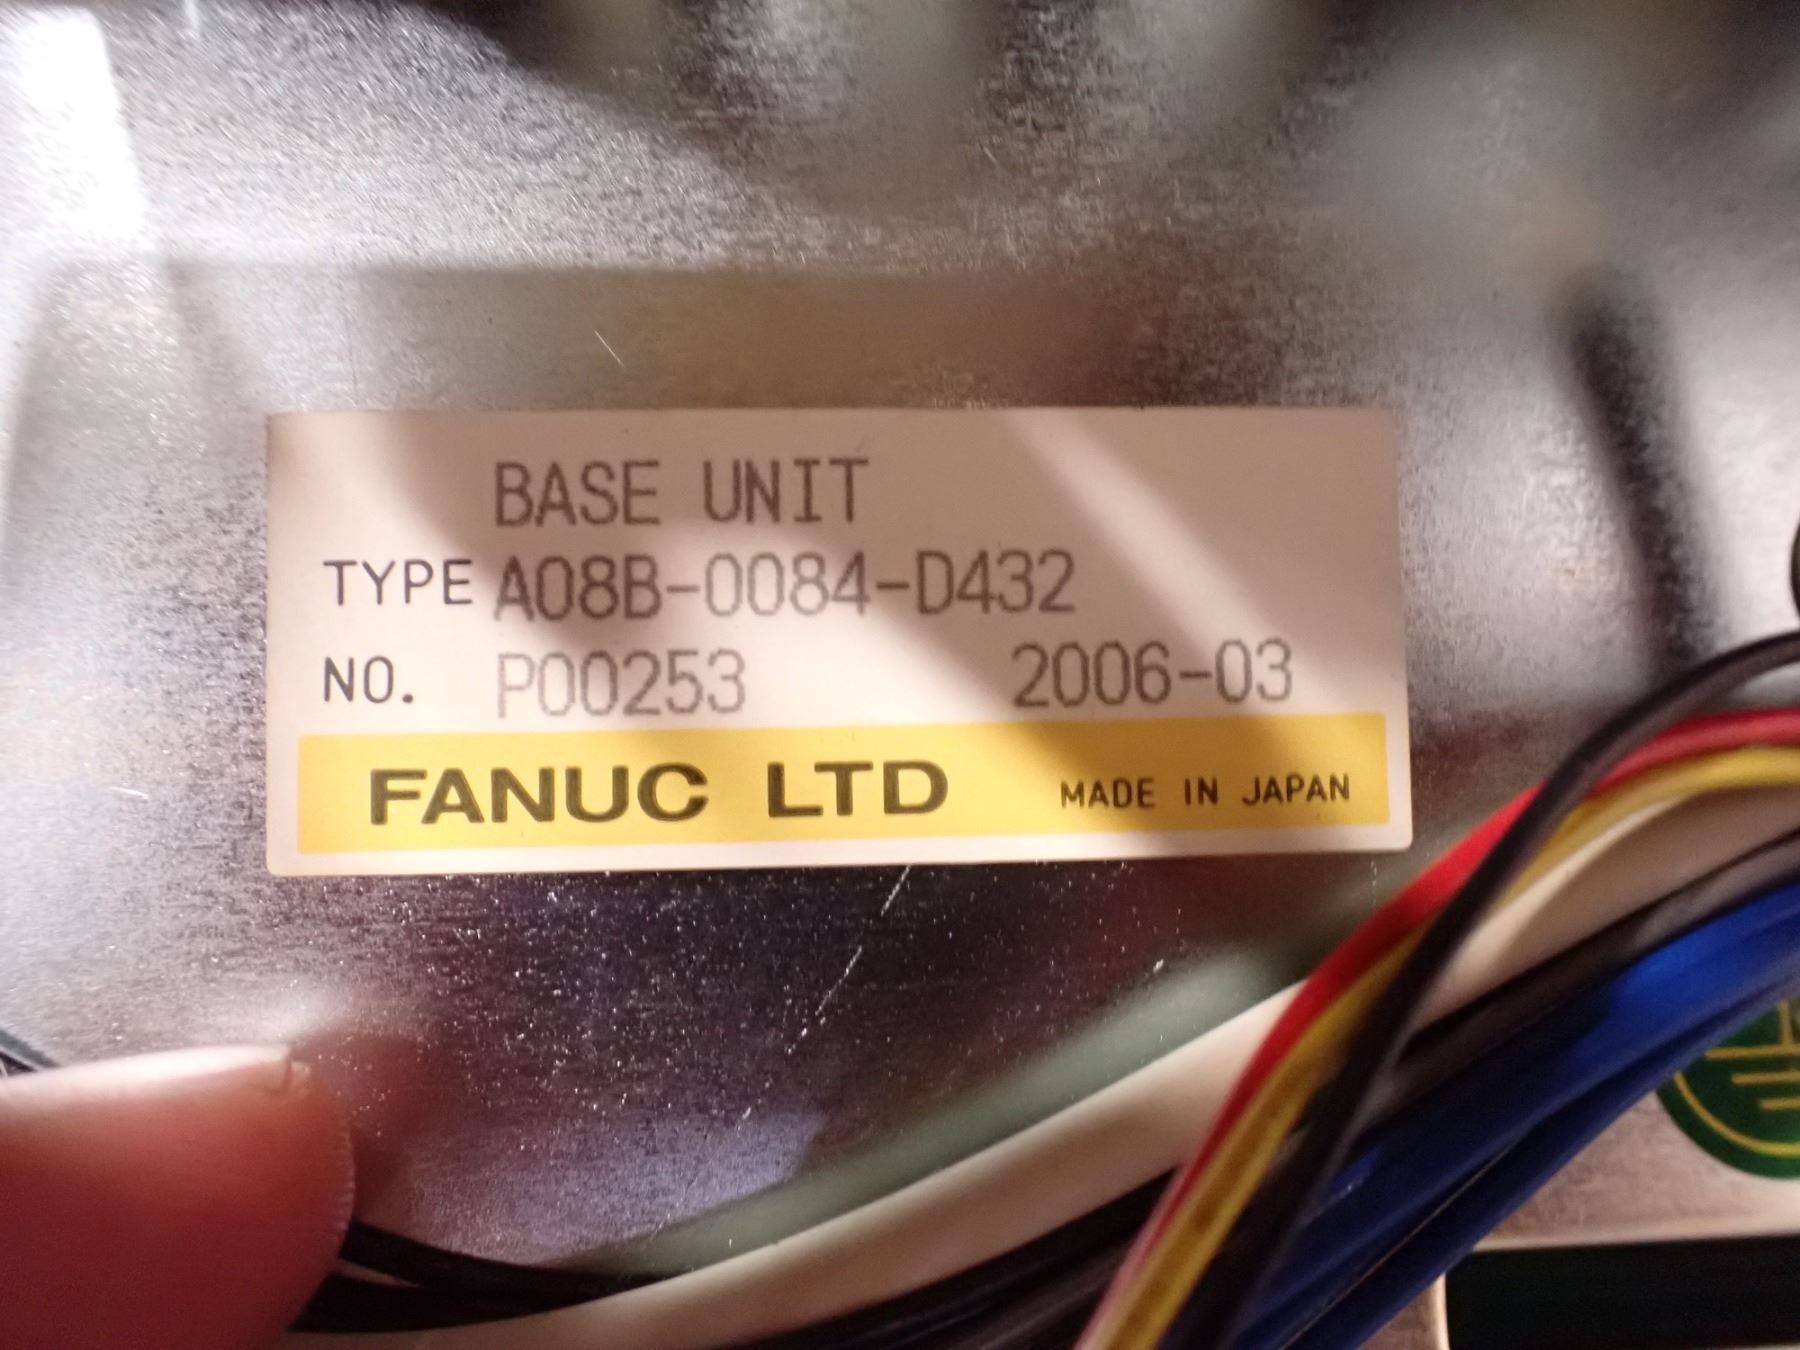 BASE UNIT
TYPE A08B-0084-D432
NO. P00253 2006-03
FANUC LTD MADE IN JAPAN